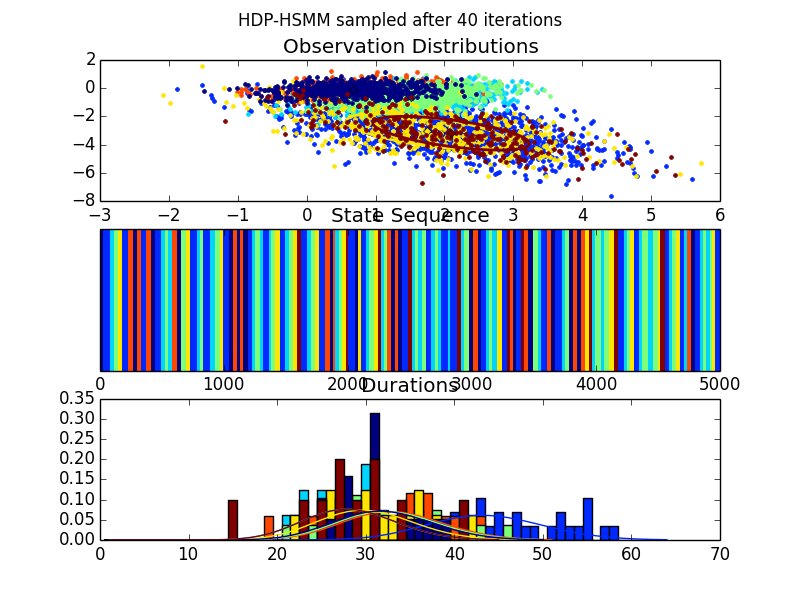 HDP-HSMM sampled after 40 iterations
Observation Distributions
2
0
−2
−4
−6
−8
−3 −2 −1 0 1 2 3 4 5 6
State Sequence
0 1000 2000 3000 4000 5000
Durations
0.35
0.30
0.25
0.20
0.15
0.10
0.05
0.00
0 10 20 30 40 50 60 70